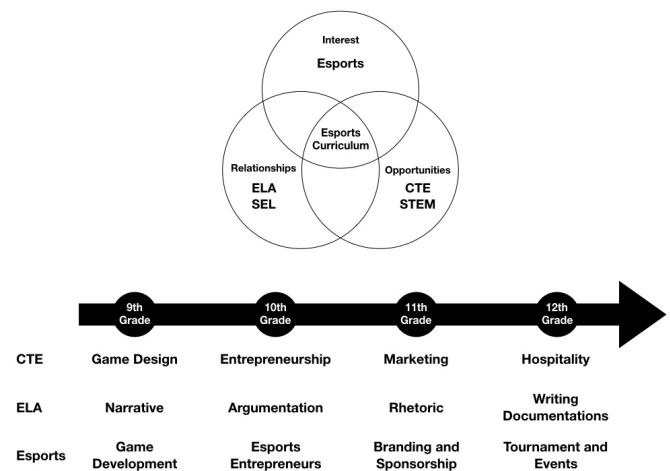 Interest
Esports
Esports
Curriculum
Relationships
ELA
SEL
Opportunities
CTE
STEM
9th
Grade
10th
Grade
11th
Grade
12th
Grade
CTE
Game Design
Entrepreneurship
Marketing
Hospitality
ELA
Narrative
Argumentation
Rhetoric
Writing
Documentations
Esports
Game
Development
Esports
Entrepreneurs
Branding and
Sponsorship
Tournament and
Events